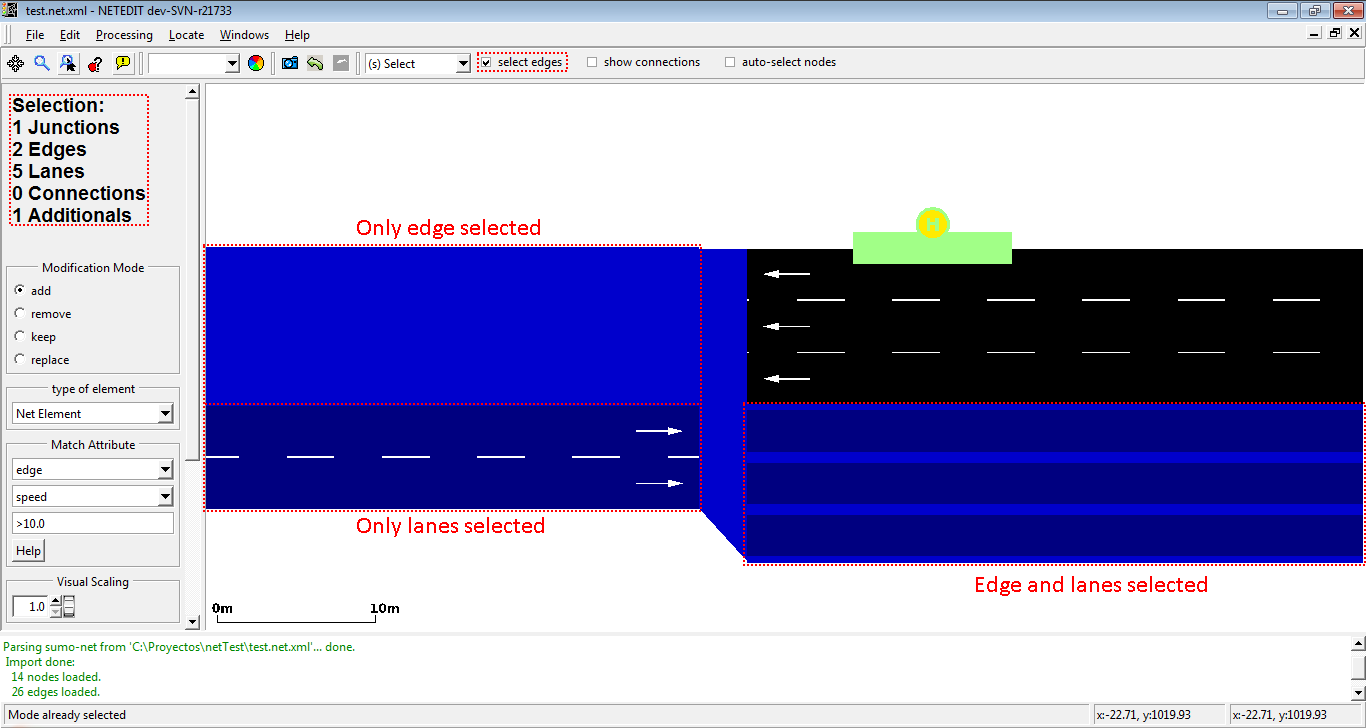 test.net.xml - NETEDIT dev-SVN-r21733
File Edit Processing Locate Windows Help
(s) Select select edges show connections auto-select nodes
Selection:
1 Junctions
2 Edges
5 Lanes
0 Connections
1 Additionals
Modification Mode
add
remove
keep
replace
type of element
Net Element
Match Attribute
edge
speed
>10.0
Help
Visual Scaling
1.0
Only edge selected
H
Only lanes selected
Edge and lanes selected
0m 10m
Parsing sumo-net from 'C:\Proyectos\netTest\test.net.xml'... done.
Import done:
14 nodes loaded.
26 edges loaded.
Mode already selected
x:-22.71, y:1019.93 x:-22.71, y:1019.93